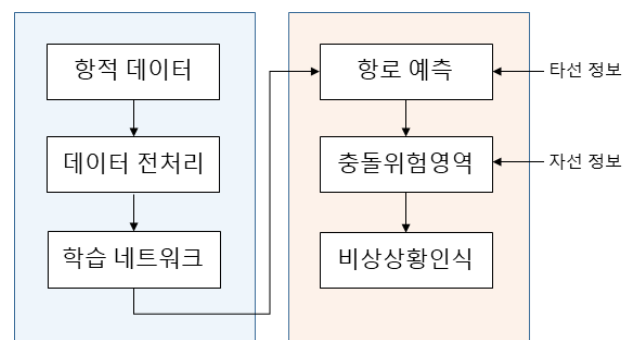 항적 데이터
데이터 전처리
학습 네트워크
항로 예측
타선 정보
충돌위험영역
자선 정보
비상상황인식